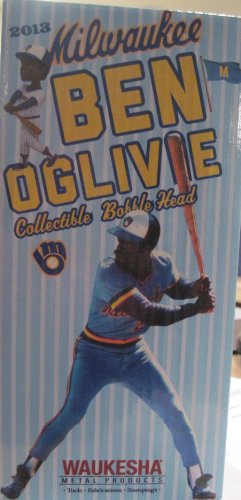 2013
Milwaukee
BEN
M
OGLIVIE
Collectible Bobble Head
WAUKESHA®
METAL PRODUCTS
• Tools • Fabrications • Stampings •